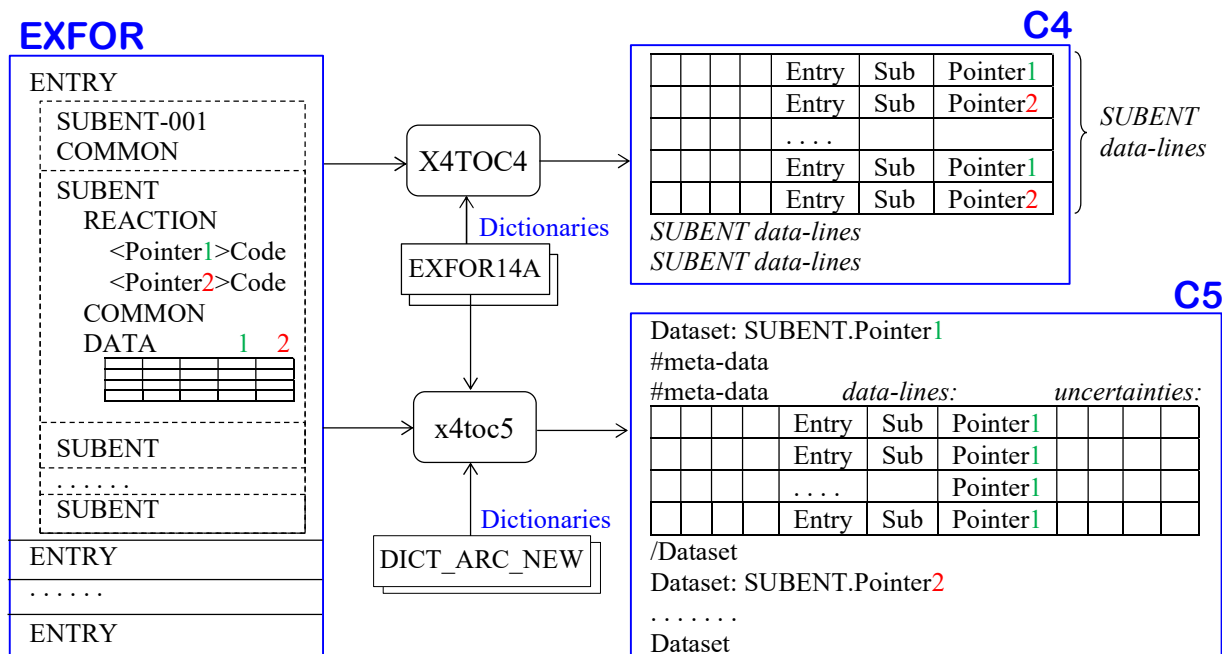 EXFOR
ENTRY
SUBENT-001
COMMON
SUBENT
REACTION
<Pointer1>Code
<Pointer2>Code
COMMON
DATA 1 2
SUBENT
. . . . . .
SUBENT
ENTRY
. . . . . .
ENTRY
X4TOC4
Dictionaries
EXFOR14A
x4toc5
Dictionaries
DICT_ARC_NEW
C4
Entry Sub Pointer1
Entry Sub Pointer2
. . . .
Entry Sub Pointer1
Entry Sub Pointer2
SUBENT data-lines
SUBENT data-lines
SUBENT
data-lines
C5
Dataset: SUBENT.Pointer1
#meta-data
#meta-data data-lines: uncertainties:
Entry Sub Pointer1
Entry Sub Pointer1
. . . . Pointer1
Entry Sub Pointer1
/Dataset
Dataset: SUBENT.Pointer2
. . . . . . .
Dataset